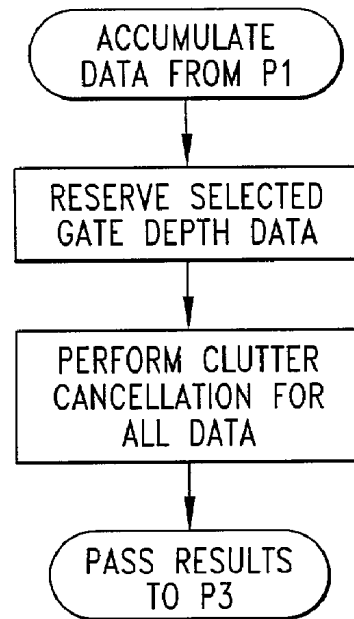 ACCUMULATE
DATA FROM P1
RESERVE SELECTED
GATE DEPTH DATA
PERFORM CLUTTER
CANCELLATION FOR
ALL DATA
PASS RESULTS
TO P3